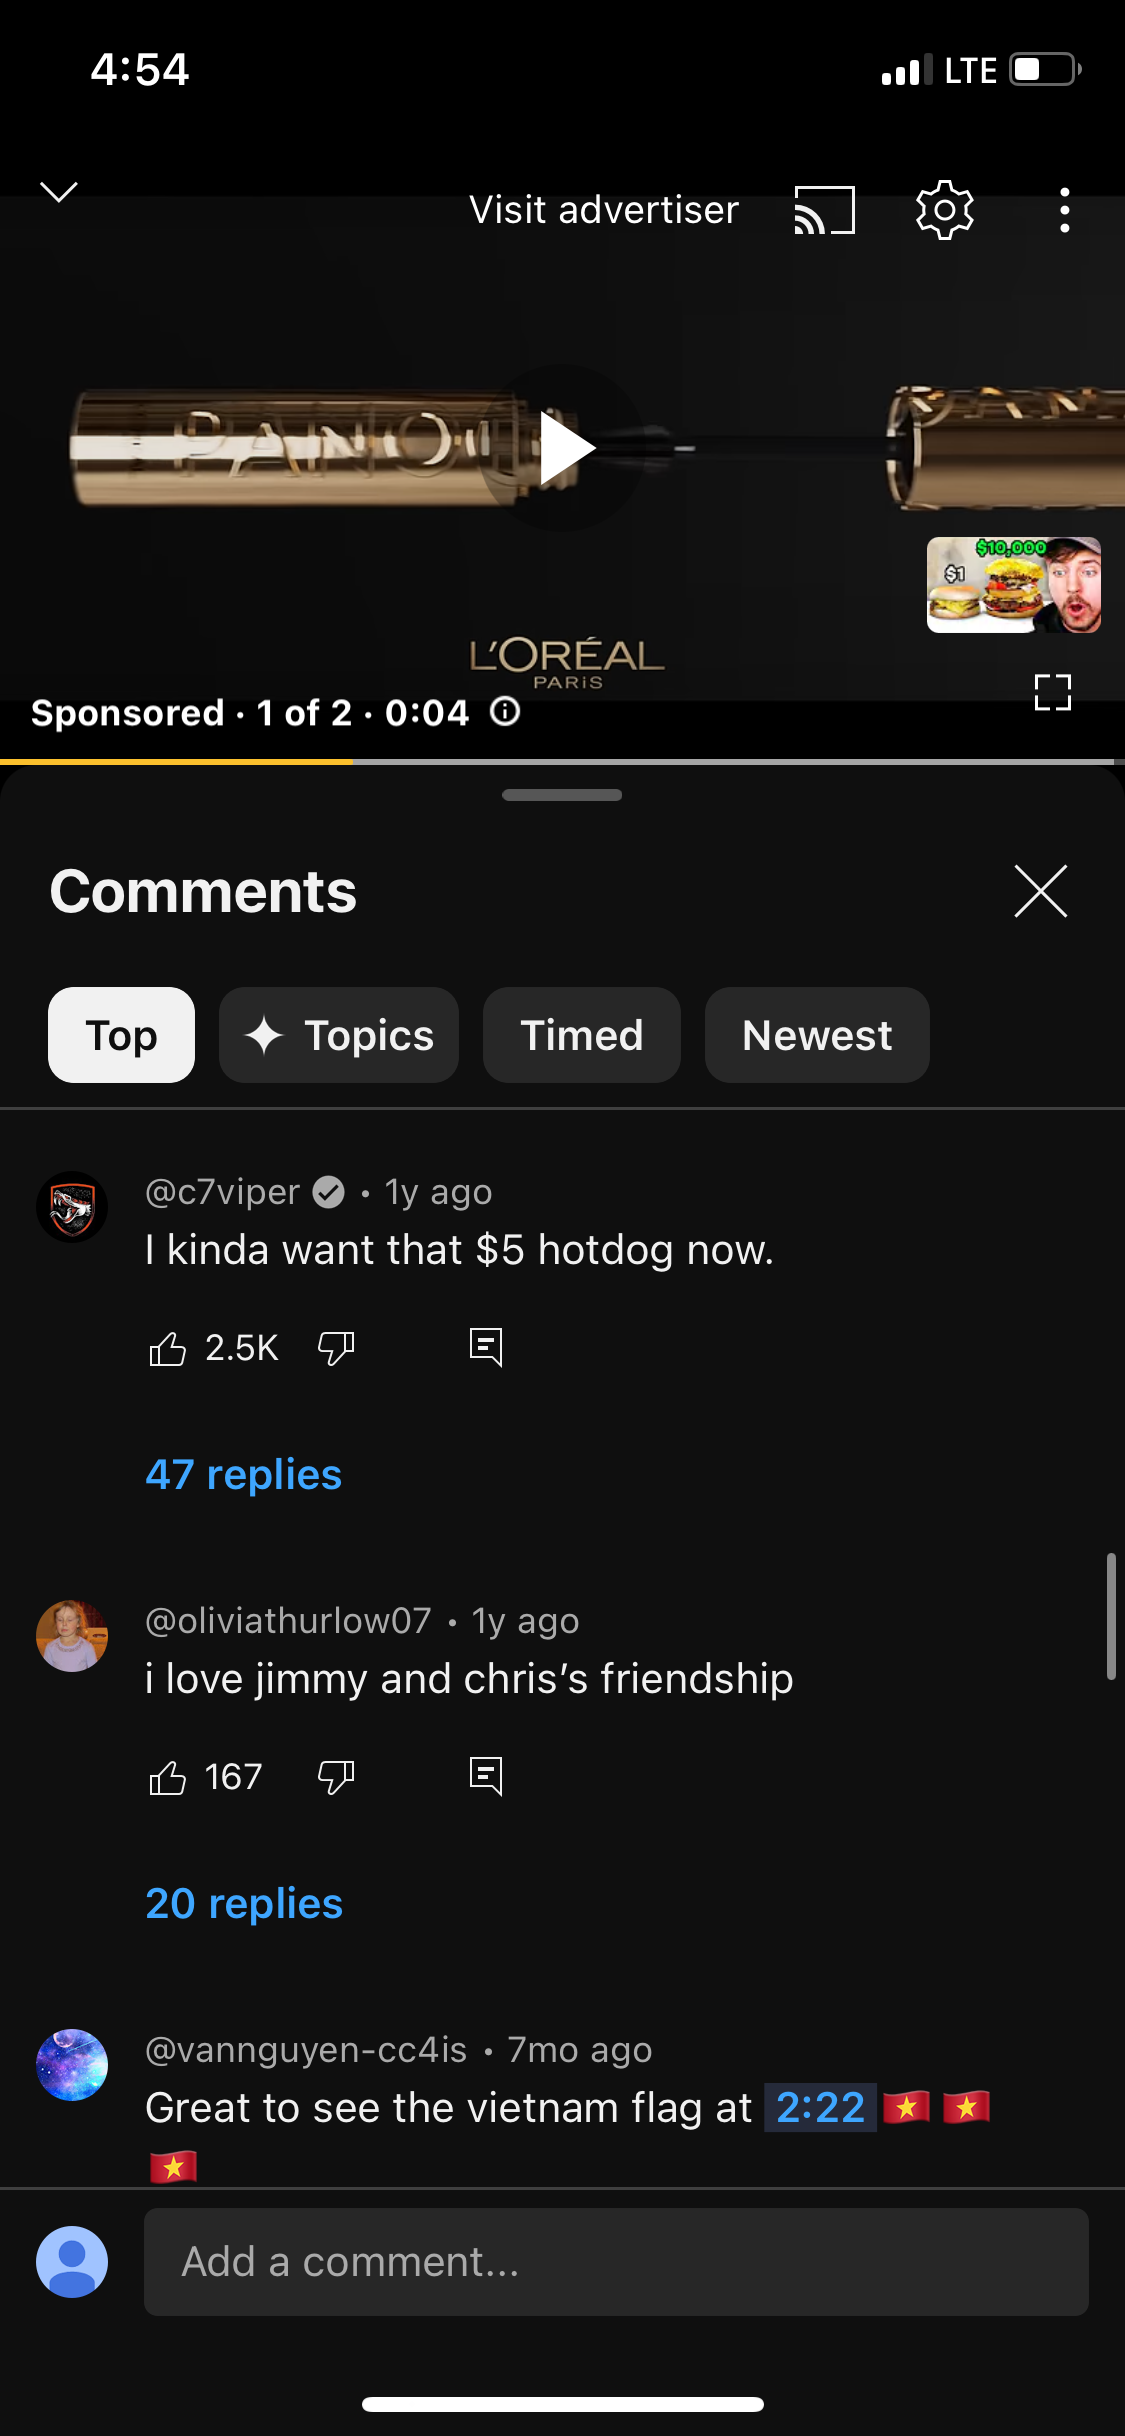 4:54
LTE
Visit advertiser
PANO
PAN
$10,000
$1
L'ORÉAL
PARIS
Sponsored · 1 of 2 · 0:04
Comments
Top
Topics
Timed
Newest
@c7viper · 1y ago
I kinda want that $5 hotdog now.
2.5K
47 replies
@oliviathurlow07 · 1y ago
i love jimmy and chris’s friendship
167
20 replies
@vannguyen-cc4is · 7mo ago
Great to see the vietnam flag at 2:22 🇻🇳 🇻🇳
🇻🇳
Add a comment...